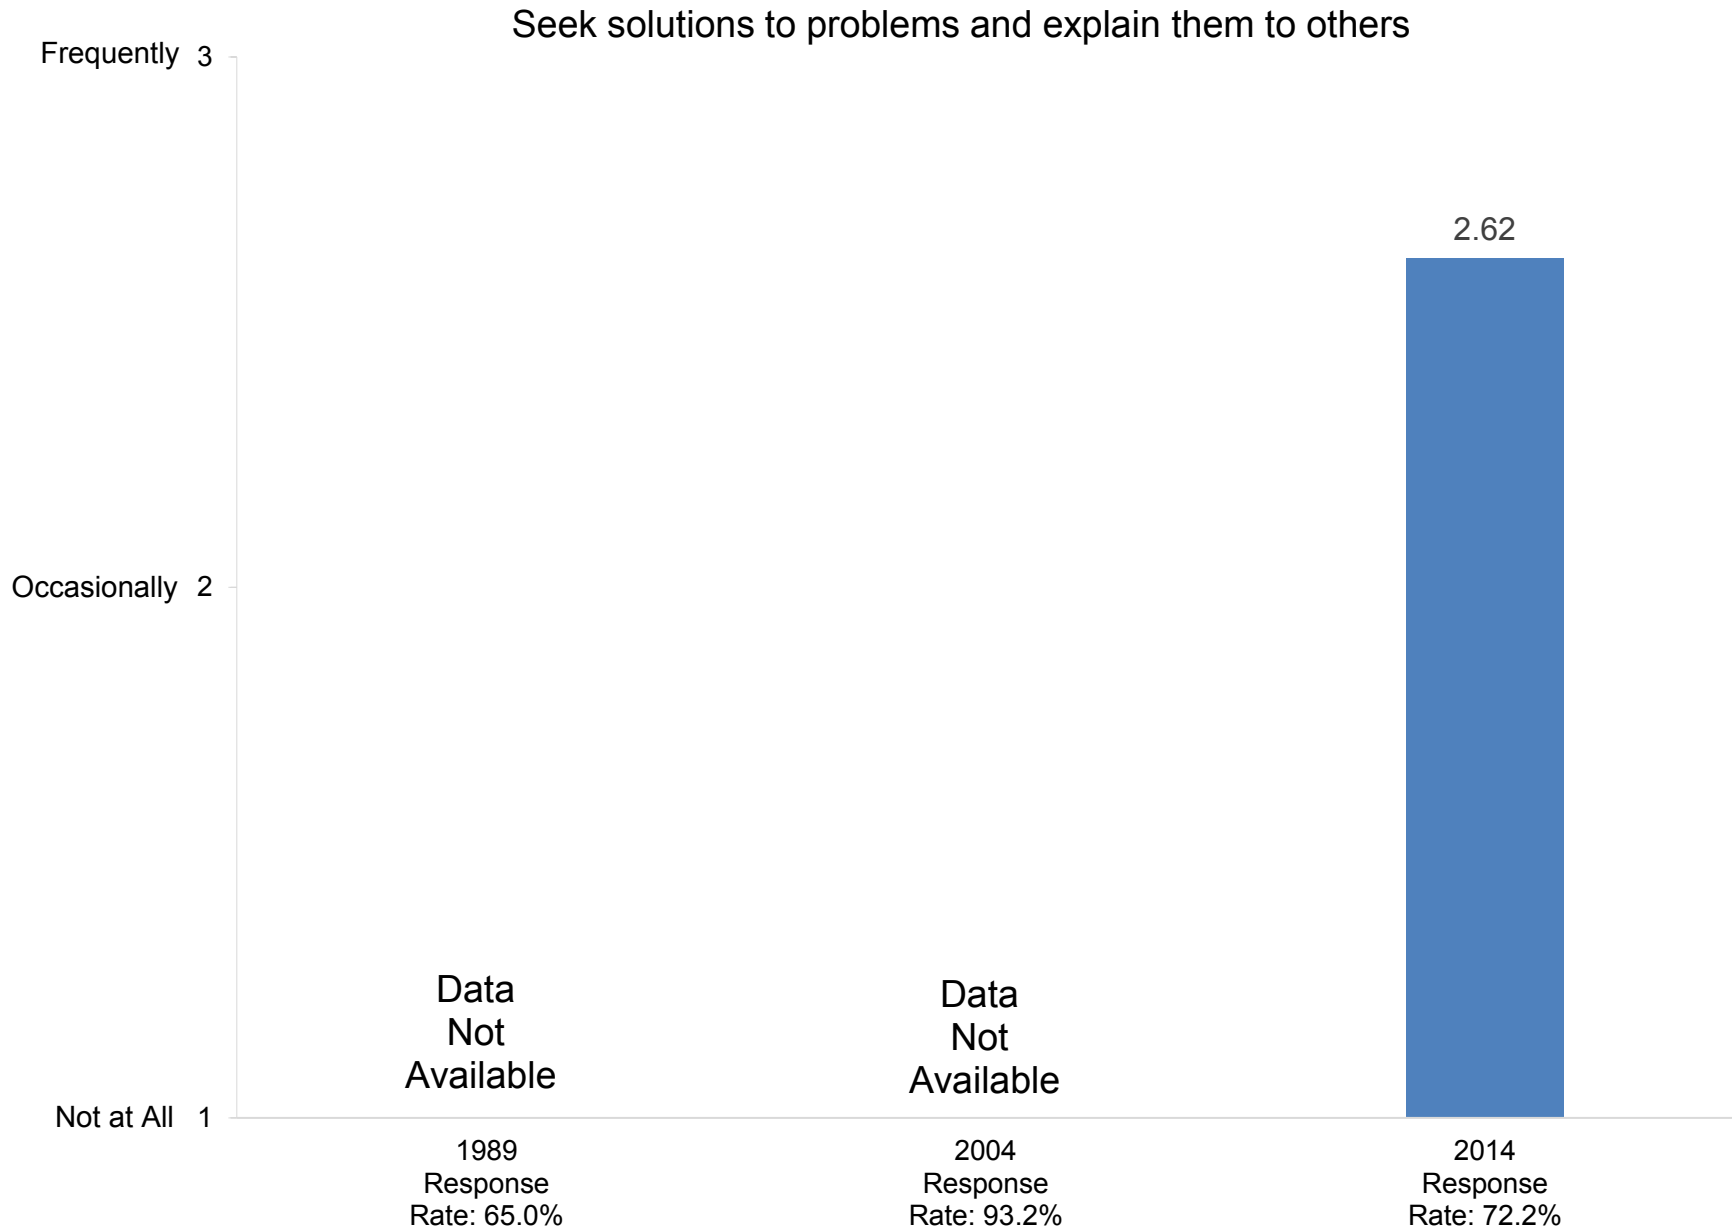 Seek solutions to problems and explain them to others
Frequently 3
2.62
Occasionally 2
Data
Not
Available
Data
Not
Available
Not at All 1
1989
Response
Rate: 65.0%
2004
Response
Rate: 93.2%
2014
Response
Rate: 72.2%